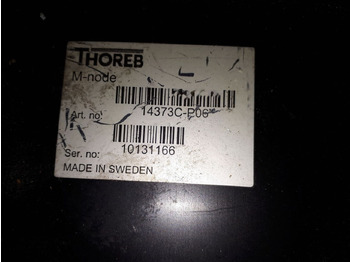 THOREB
M-node
Art. no: 14373C-P06
Ser. no: 10131166
MADE IN SWEDEN